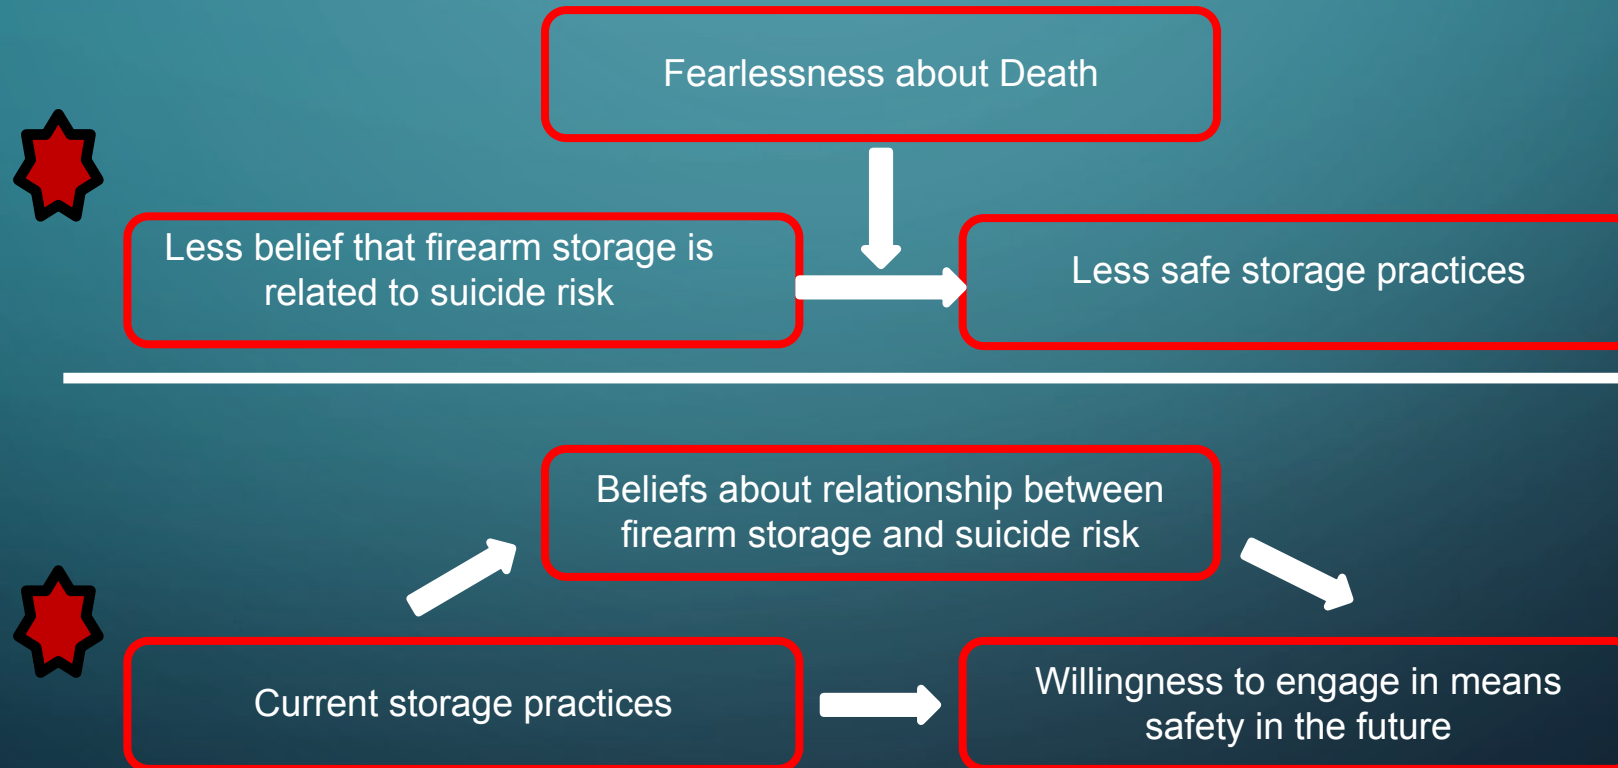 Fearlessness about Death
Less belief that firearm storage is
related to suicide risk
Less safe storage practices
Beliefs about relationship between
firearm storage and suicide risk
Current storage practices
Willingness to engage in means
safety in the future